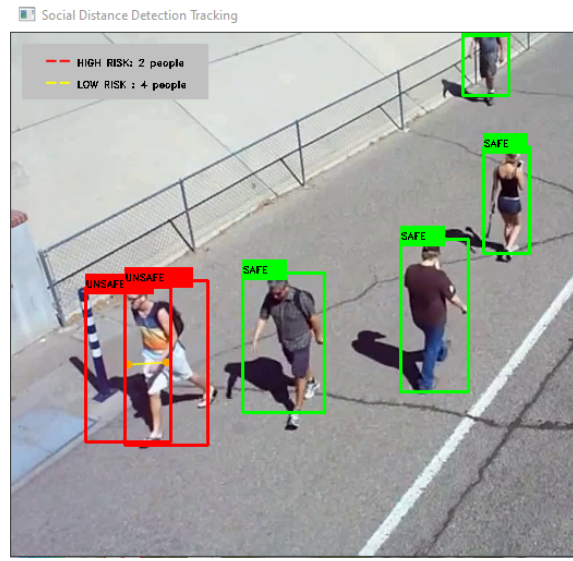 Social Distance Detection Tracking
HIGH RISK: 2 people
LOW RISK : 4 people
SAFE
SAFE
SAFE
UNSAFE
UNSAFE